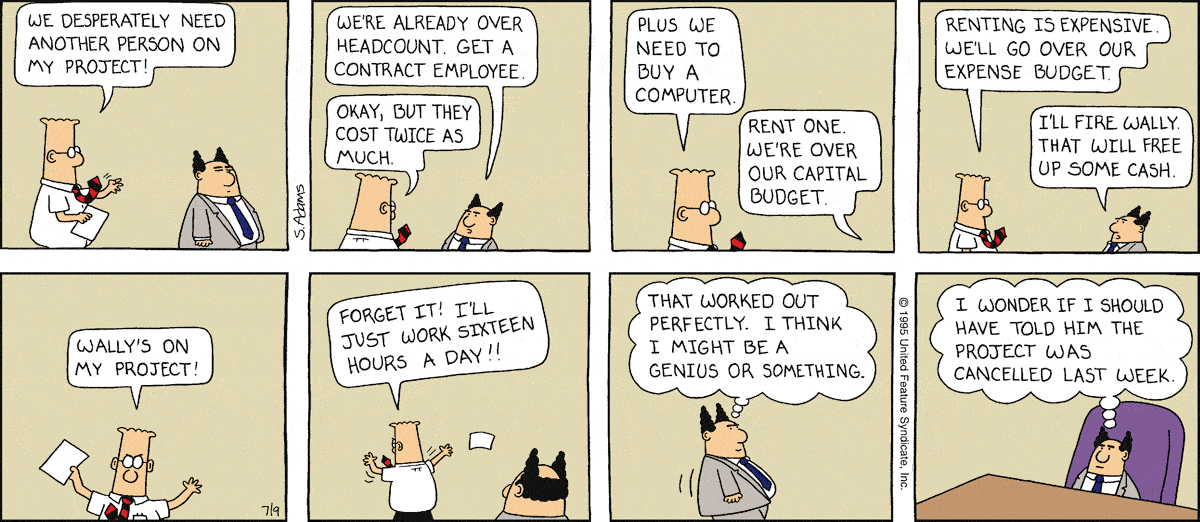 WE DESPERATELY NEED
ANOTHER PERSON ON
MY PROJECT!
S. Adams
WE'RE ALREADY OVER
HEADCOUNT. GET A
CONTRACT EMPLOYEE.
OKAY, BUT THEY
COST TWICE AS
MUCH.
PLUS WE
NEED TO
BUY A
COMPUTER.
RENT ONE.
WE'RE OVER
OUR CAPITAL
BUDGET.
RENTING IS EXPENSIVE.
WE'LL GO OVER OUR
EXPENSE BUDGET.
I'LL FIRE WALLY.
THAT WILL FREE
UP SOME CASH.
WALLY'S ON
MY PROJECT!
7/9
FORGET IT! I'LL
JUST WORK SIXTEEN
HOURS A DAY!!
THAT WORKED OUT
PERFECTLY. I THINK
I MIGHT BE A
GENIUS OR SOMETHING.
© 1995 United Feature Syndicate, Inc.
I WONDER IF I SHOULD
HAVE TOLD HIM THE
PROJECT WAS
CANCELLED LAST WEEK.